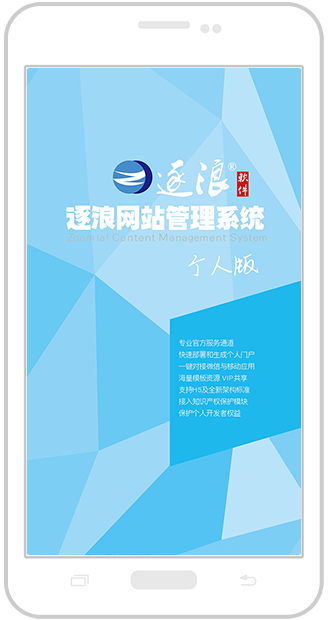 逐浪® 软件
逐浪网站管理系统
Zoomla! Content Management System
个人版
专业官方服务通道
快速部署和生成个人门户
一键对接微信与移动应用
海量模板资源 VIP共享
支持H5及全新架构标准
接入知识产权保护模块
保护个人开发者权益